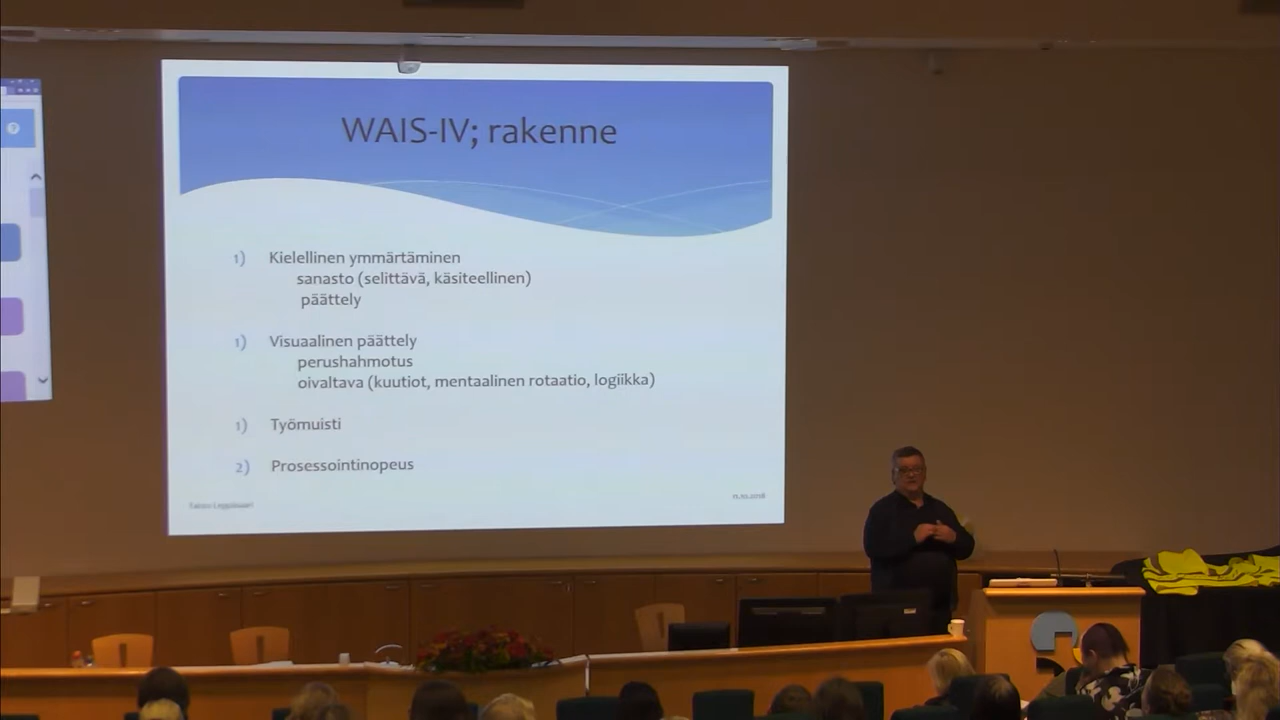 WAIS-IV; rakenne
1) Kielellinen ymmärtäminen
sanasto (selittävä, käsiteellinen)
päättely
1) Visuaalinen päättely
perushahmotus
oivaltava (kuutiot, mentaalinen rotaatio, logiikka)
1) Työmuisti
2) Prosessointinopeus